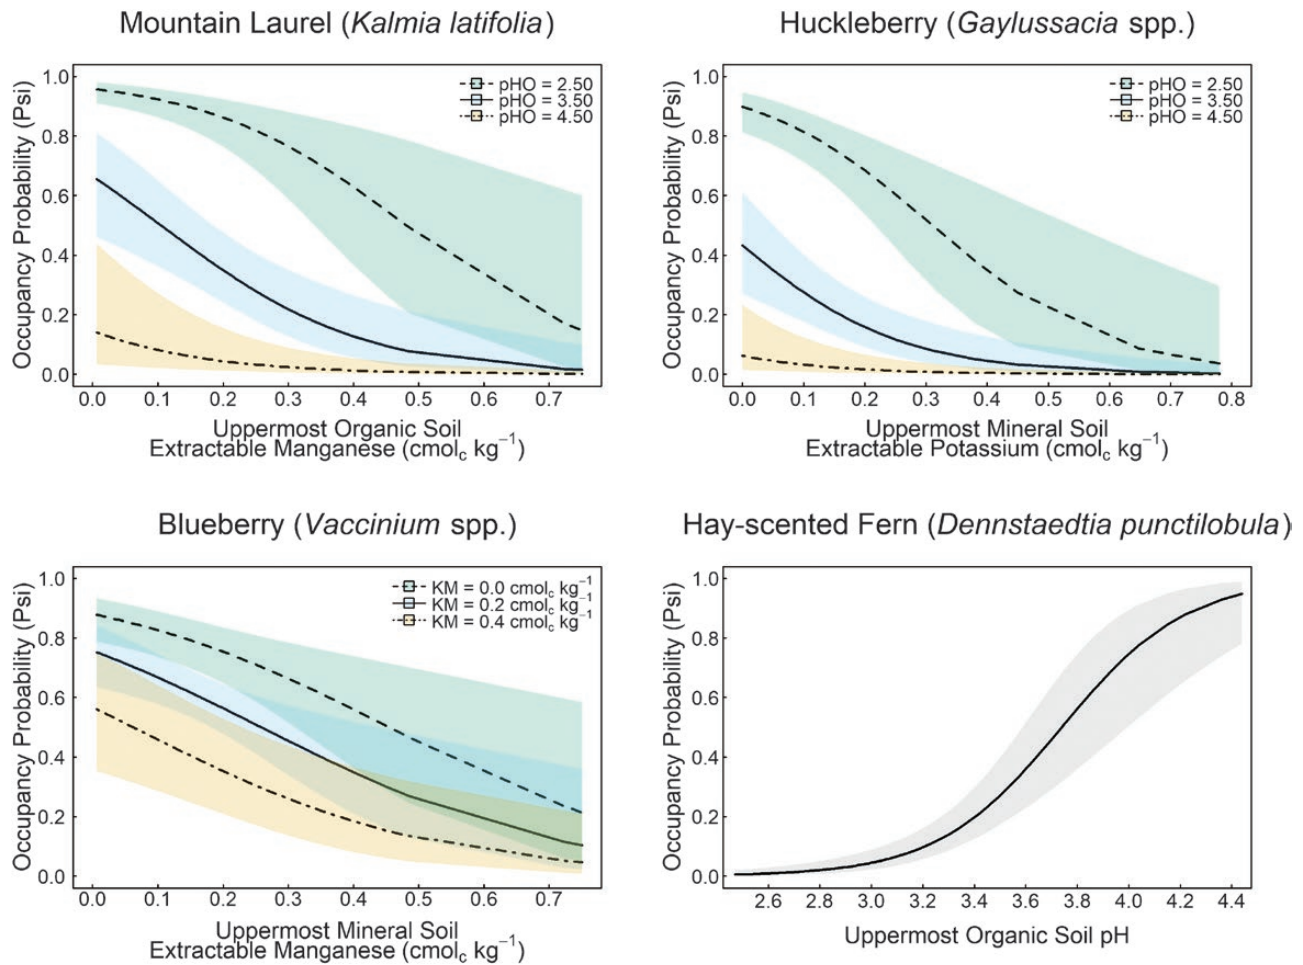 Mountain Laurel (Kalmia latifolia)
Occupancy Probability (Psi)
1.0
0.8
0.6
0.4
0.2
0.0
pHO = 2.50
pHO = 3.50
pHO = 4.50
0.0 0.1 0.2 0.3 0.4 0.5 0.6 0.7
Uppermost Organic Soil
Extractable Manganese (cmolc kg−1)
Huckleberry (Gaylussacia spp.)
Occupancy Probability (Psi)
1.0
0.8
0.6
0.4
0.2
0.0
pHO = 2.50
pHO = 3.50
pHO = 4.50
0.0 0.1 0.2 0.3 0.4 0.5 0.6 0.7 0.8
Uppermost Mineral Soil
Extractable Potassium (cmolc kg−1)
Blueberry (Vaccinium spp.)
Occupancy Probability (Psi)
1.0
0.8
0.6
0.4
0.2
0.0
KM = 0.0 cmolc kg−1
KM = 0.2 cmolc kg−1
KM = 0.4 cmolc kg−1
0.0 0.1 0.2 0.3 0.4 0.5 0.6 0.7
Uppermost Mineral Soil
Extractable Manganese (cmolc kg−1)
Hay-scented Fern (Dennstaedtia punctilobula)
Occupancy Probability (Psi)
1.0
0.8
0.6
0.4
0.2
0.0
2.6 2.8 3.0 3.2 3.4 3.6 3.8 4.0 4.2 4.4
Uppermost Organic Soil pH